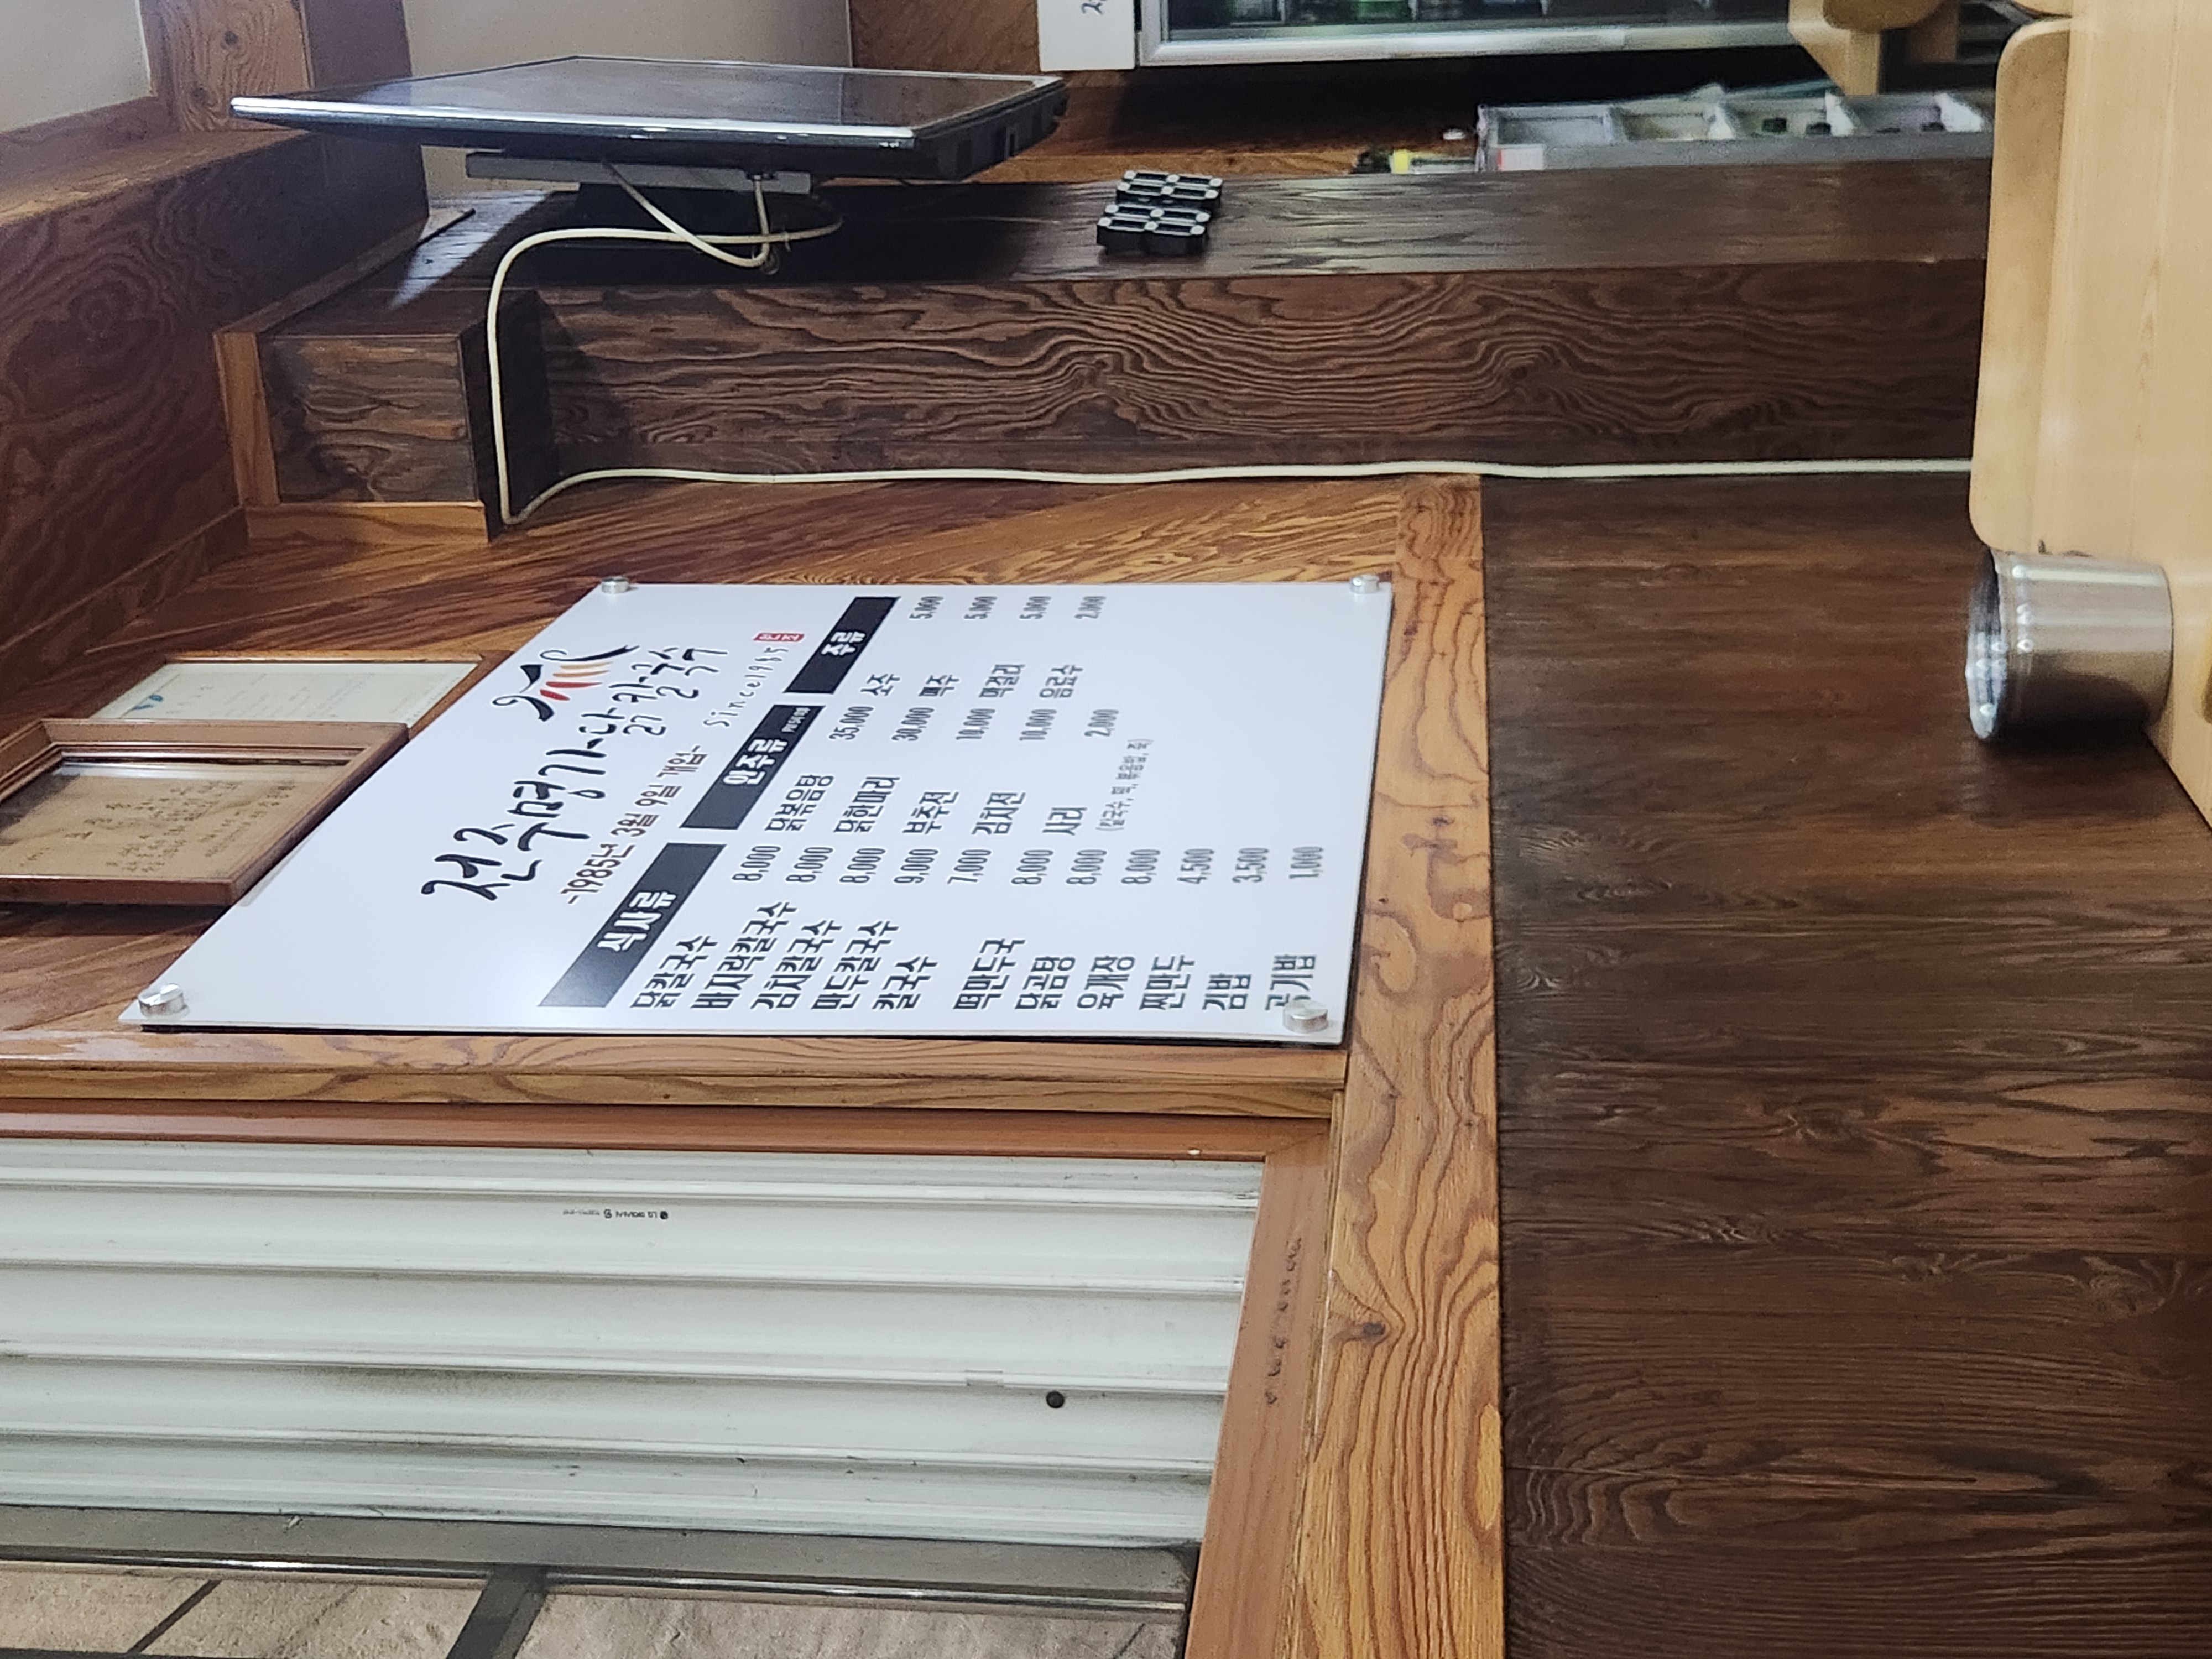 전주명가닭칼국수
-1985년 3월 9일 개업-
Since1985
식사류
닭칼국수 8,000
바지락칼국수 8,000
김치칼국수 8,000
만두칼국수 9,000
칼국수 7,000
떡만두국 8,000
닭곰탕 8,000
육개장 8,000
찐만두 4,500
김밥 3,500
공기밥 1,000
안주류
닭볶음탕 35,000
닭한마리 30,000
부추전 10,000
김치전 10,000
사리 2,000
(칼국수, 떡, 볶음밥, 죽)
주류
소주 5,000
맥주 5,000
막걸리 5,000
음료수 2,000